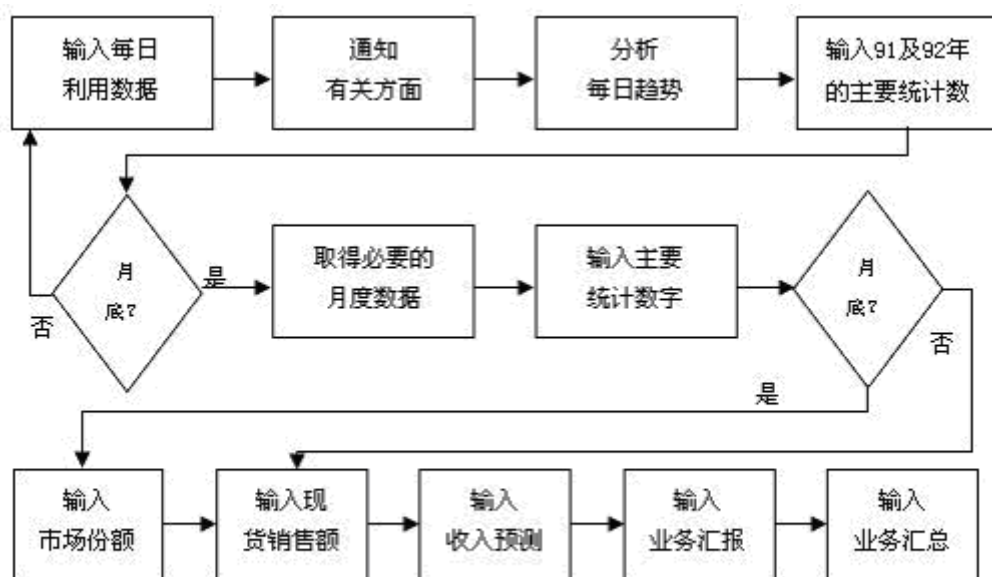 输入每日
利用数据
通知
有关方面
分析
每日趋势
输入91及92年
的主要统计数
月
底?
是
否
取得必要的
月度数据
输入主要
统计数字
月
底?
否
是
输入
市场份额
输入现
货销售额
输入
收入预测
输入
业务汇报
输入
业务汇总